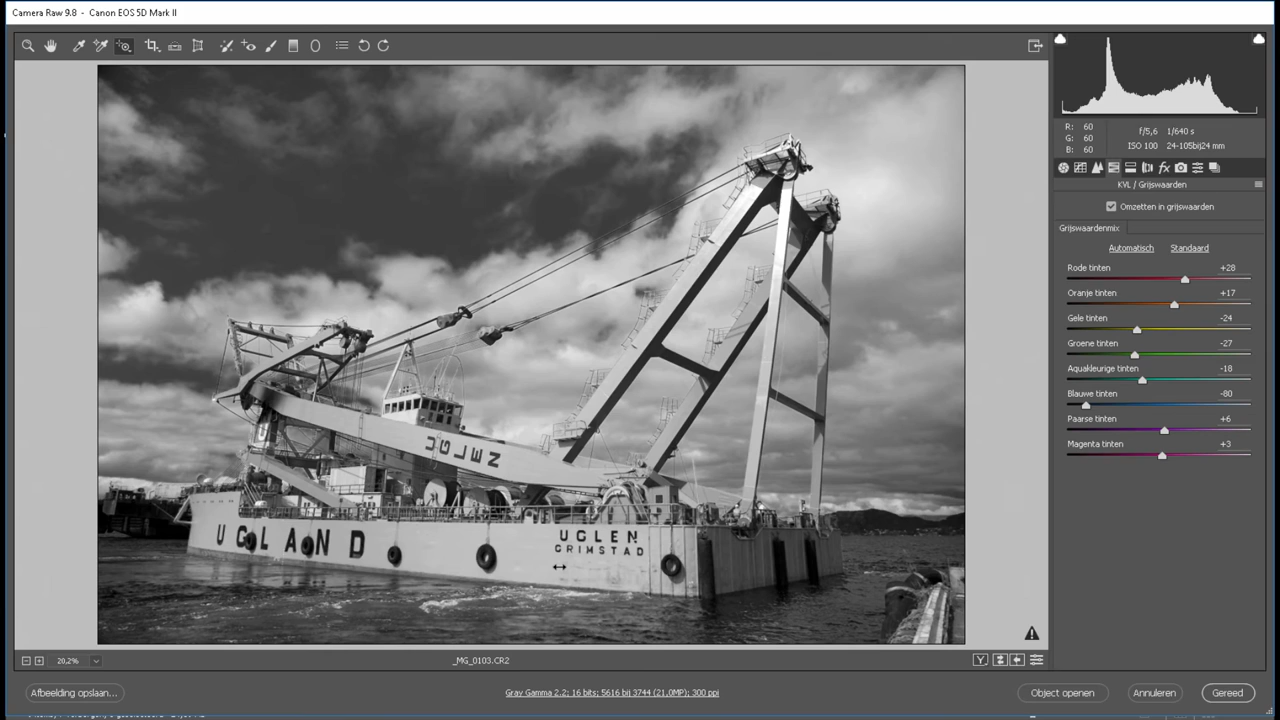 Camera Raw 9.8 - Canon EOS 5D Mark II
R: 60
G: 60
B: 60
f/5,6 1/640 s
ISO 100 24-105bij24 mm
KVL / Grijswaarden
Omzetten in grijswaarden
Grijswaardenmix
Automatisch Standaard
Rode tinten +28
Oranje tinten +17
Gele tinten -24
Groene tinten -27
Aquakleurige tinten -18
Blauwe tinten -80
Paarse tinten +6
Magenta tinten +3
UGLEN
UGLAND
UGLEN
GRIMSTAD
20,2%
_MG_0103.CR2
Afbeelding opslaan...
Gray Gamma 2.2; 16 bits; 5616 bij 3744 (21,0MP); 300 ppi
Object openen
Annuleren
Gereed